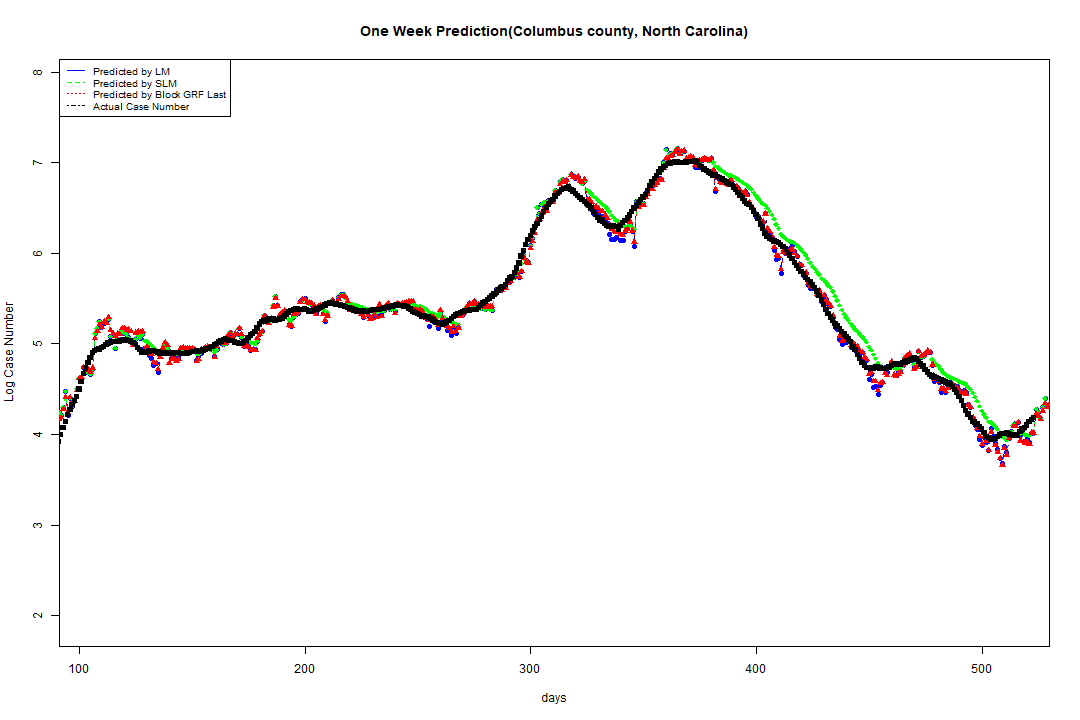 One Week Prediction(Columbus county, North Carolina)
Predicted by LM
Predicted by SLM
Predicted by Block GRF Last
Actual Case Number
8
7
6
5
4
3
2
Log Case Number
100 200 300 400 500
days